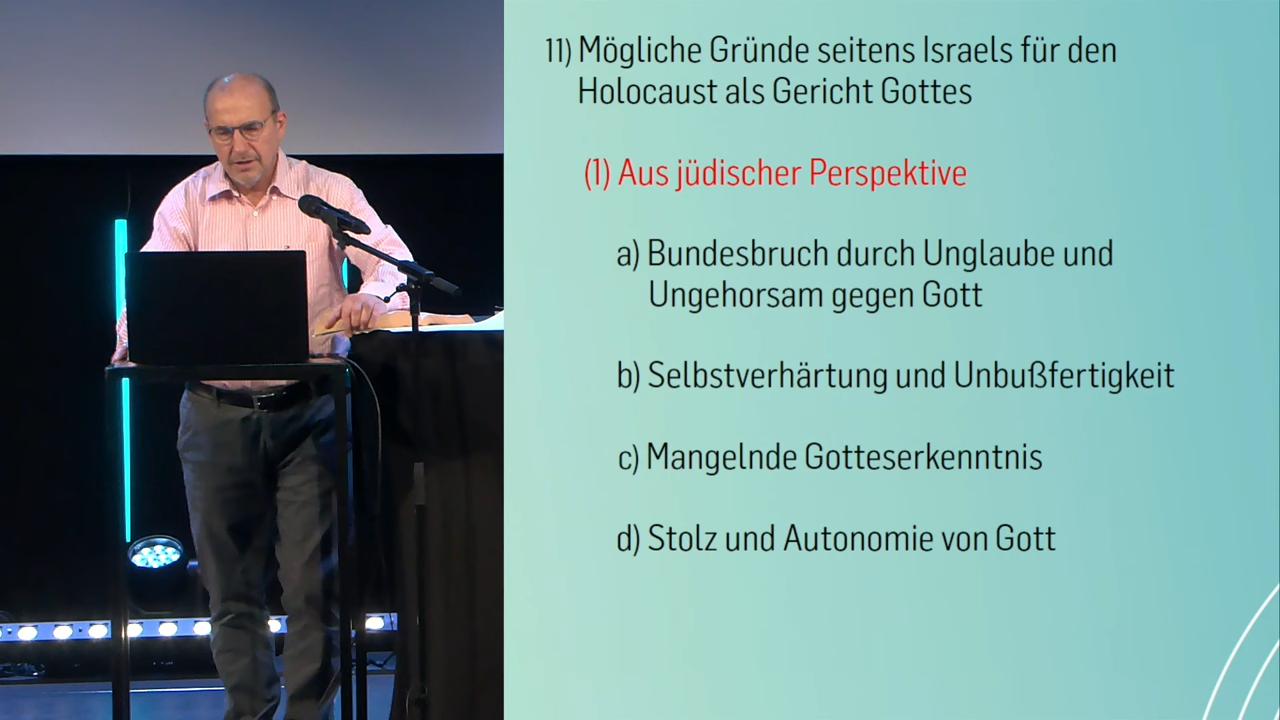 11) Mögliche Gründe seitens Israels für den
Holocaust als Gericht Gottes
(1) Aus jüdischer Perspektive
a) Bundesbruch durch Unglaube und
Ungehorsam gegen Gott
b) Selbstverhärtung und Unbußfertigkeit
c) Mangelnde Gotteserkenntnis
d) Stolz und Autonomie von Gott